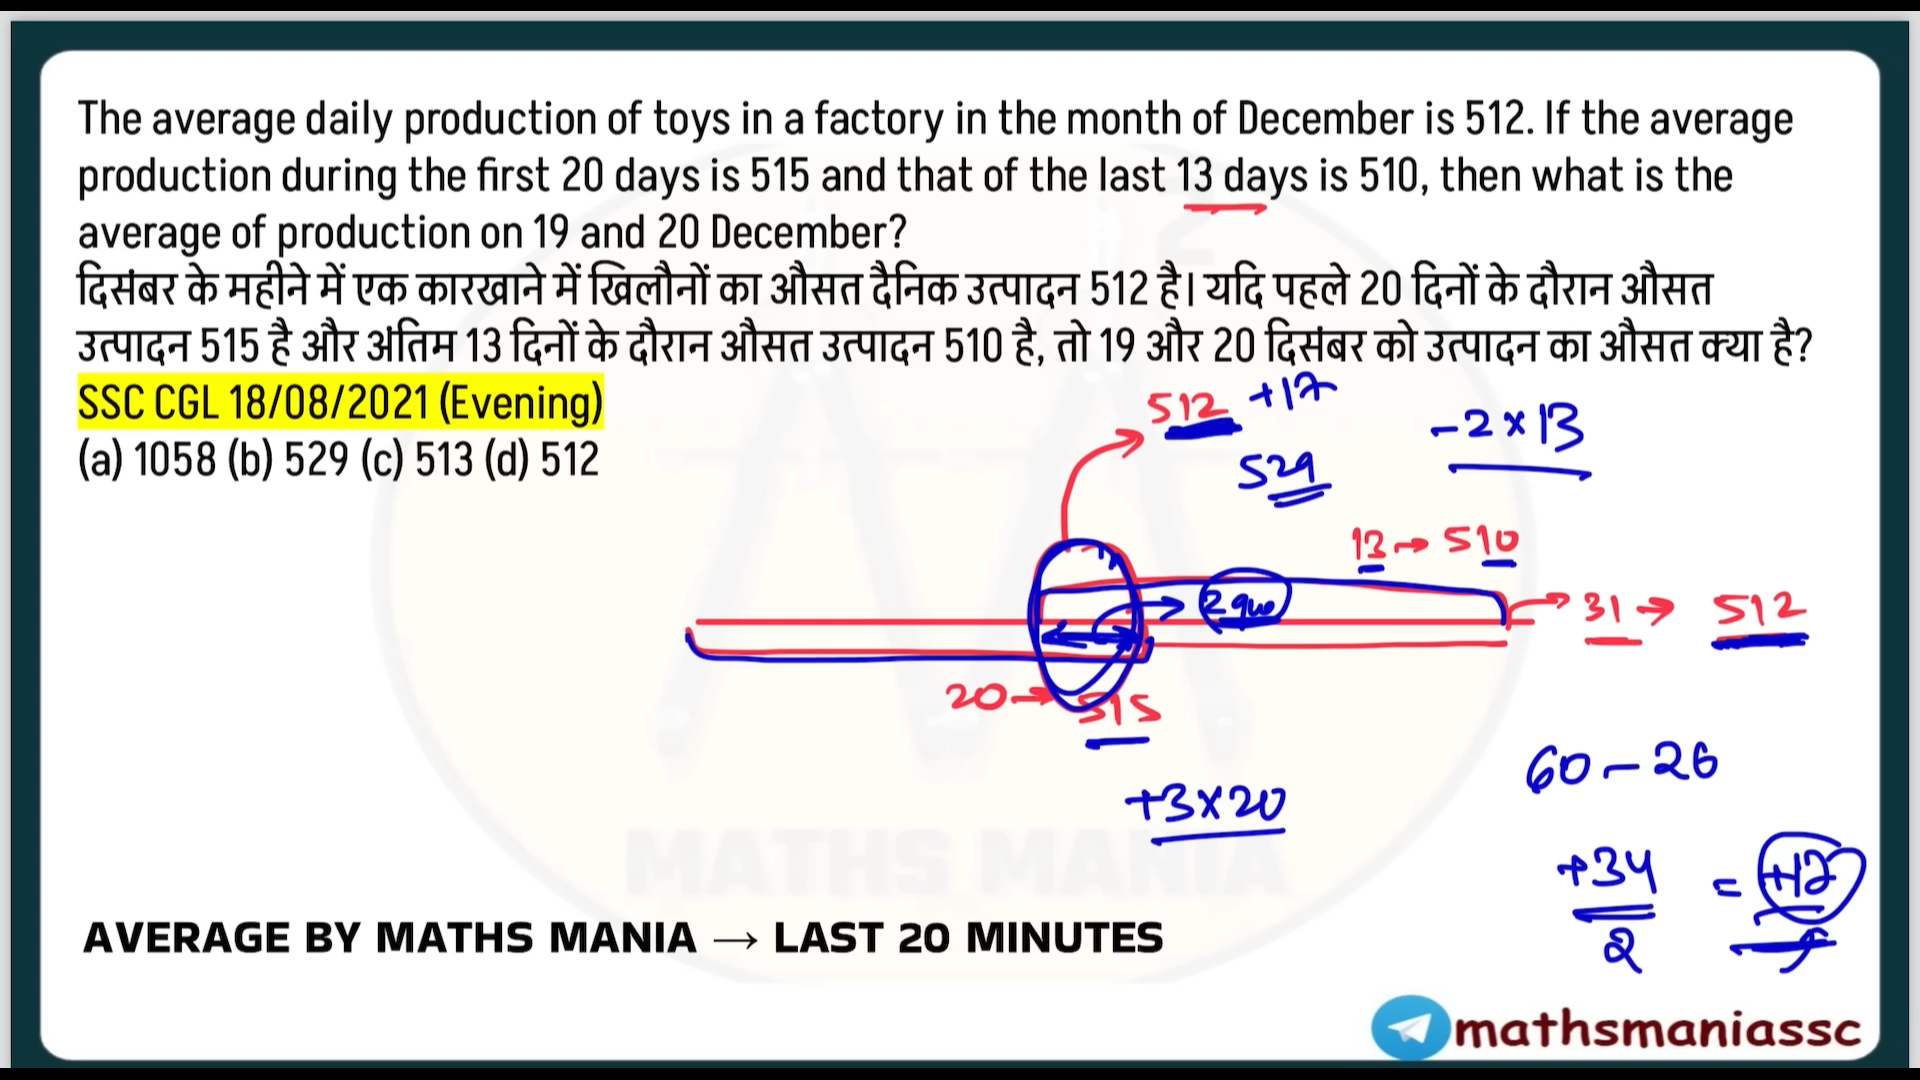 The average daily production of toys in a factory in the month of December is 512. If the average
production during the first 20 days is 515 and that of the last 13 days is 510, then what is the
average of production on 19 and 20 December?
दिसंबर के महीने में एक कारखाने में खिलौनों का औसत दैनिक उत्पादन 512 है। यदि पहले 20 दिनों के दौरान औसत
उत्पादन 515 है और अंतिम 13 दिनों के दौरान औसत उत्पादन 510 है, तो 19 और 20 दिसंबर को उत्पादन का औसत क्या है?
SSC CGL 18/08/2021 (Evening)
(a) 1058 (b) 529 (c) 513 (d) 512
512 +17
-2×13
529
13→510
31→ 512
20→ 515
+3×20
60-26
+34
2
= +17
MATHS MANIA
AVERAGE BY MATHS MANIA → LAST 20 MINUTES
mathsmaniassc